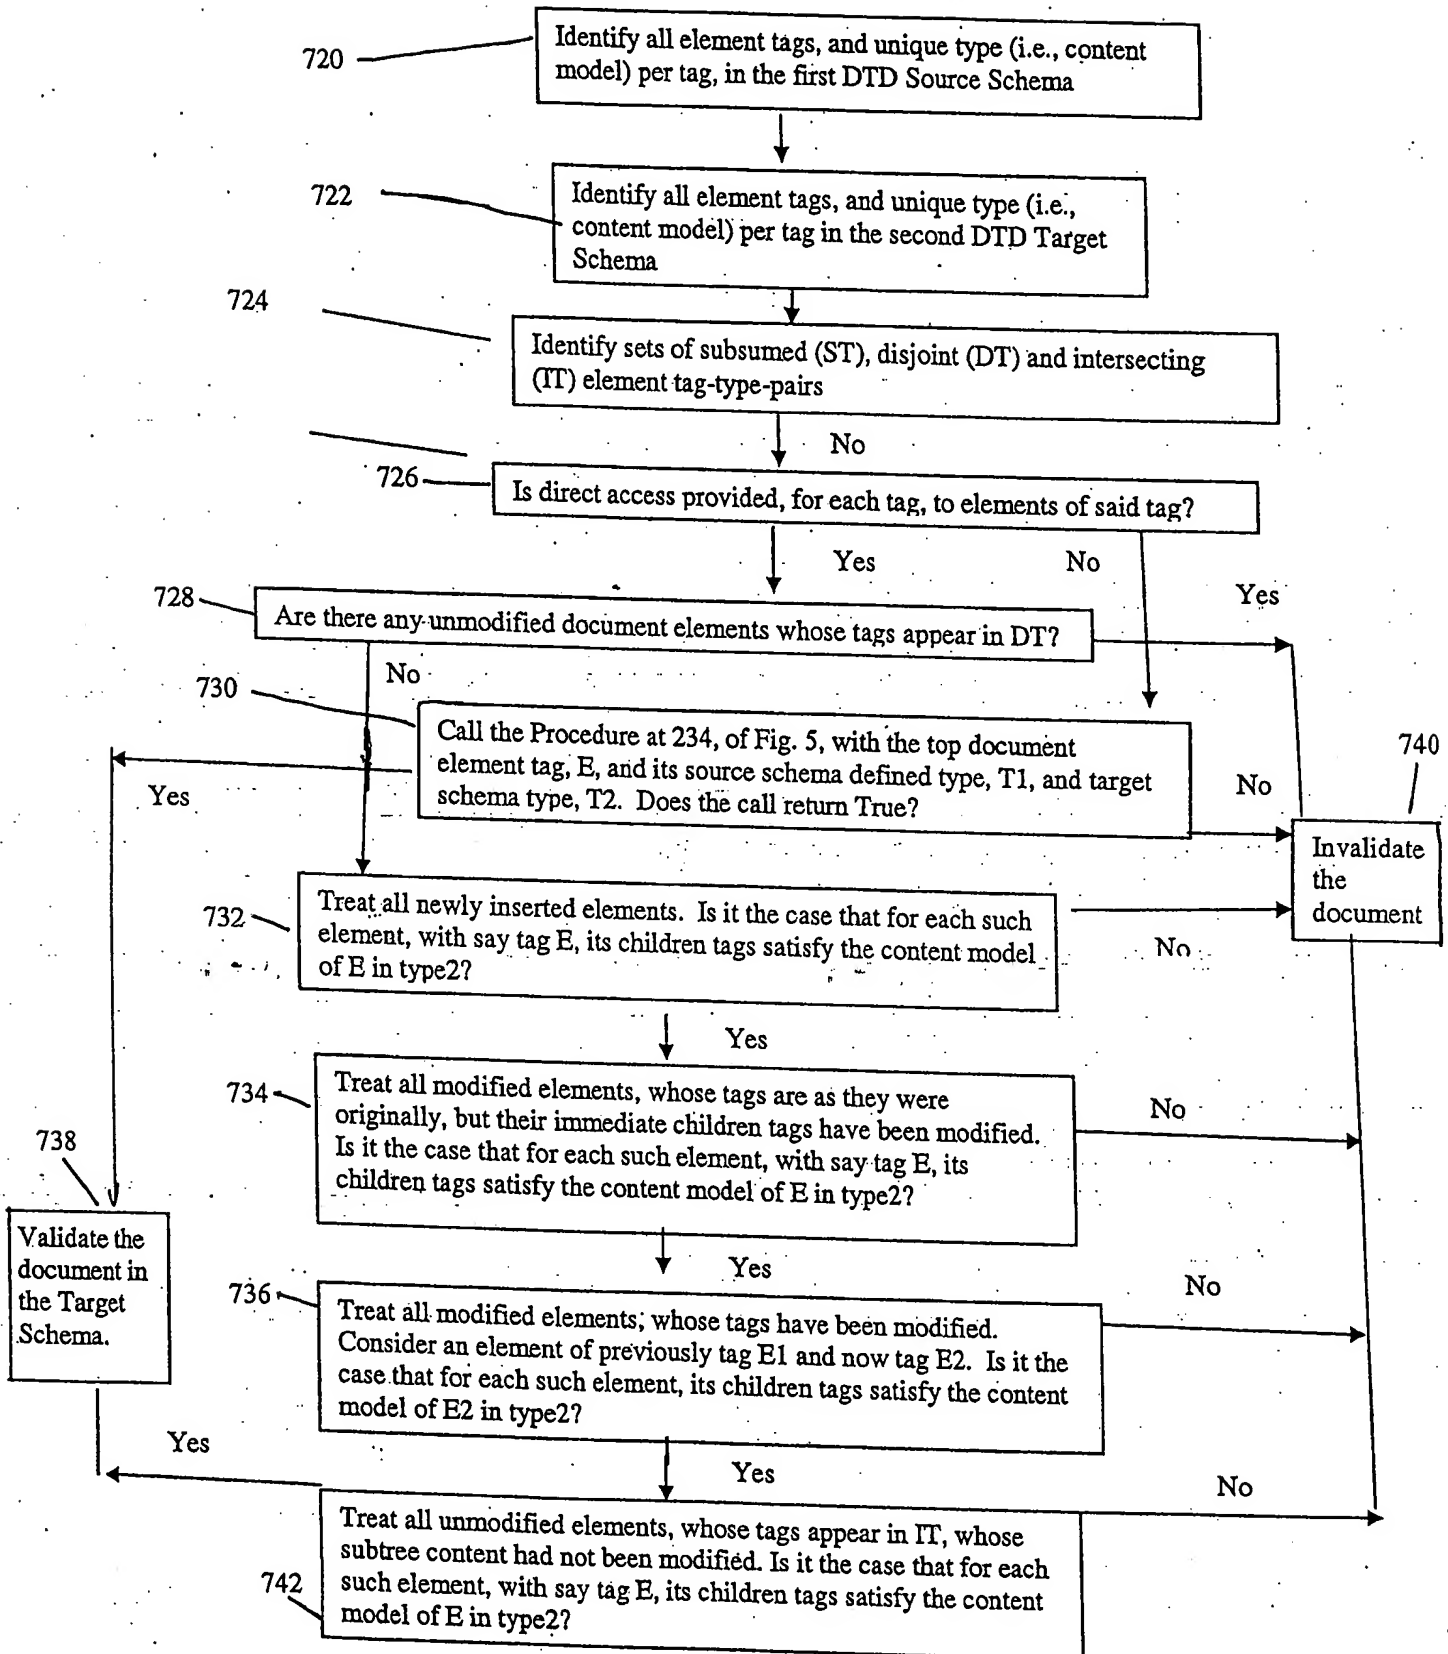 720
Identify all element tags, and unique type (i.e., content
model) per tag, in the first DTD Source Schema
722
Identify all element tags, and unique type (i.e.,
content model) per tag in the second DTD Target
Schema
724
Identify sets of subsumed (ST), disjoint (DT) and intersecting
(IT) element tag-type-pairs
No
726
Is direct access provided, for each tag, to elements of said tag?
Yes
No
728
Are there any unmodified document elements whose tags appear in DT?
Yes
No
730
Call the Procedure at 234, of Fig. 5, with the top document
element tag, E, and its source schema defined type, T1, and target
schema type, T2. Does the call return True?
Yes
No
740
Invalidate
the
document
732
Treat all newly inserted elements. Is it the case that for each such
element, with say tag E, its children tags satisfy the content model
of E in type2?
No
Yes
734
Treat all modified elements, whose tags are as they were
originally, but their immediate children tags have been modified.
Is it the case that for each such element, with say tag E, its
children tags satisfy the content model of E in type2?
No
738
Validate the
document in
the Target
Schema.
Yes
736
Treat all modified elements; whose tags have been modified.
Consider an element of previously tag E1 and now tag E2. Is it the
case that for each such element, its children tags satisfy the content
model of E2 in type2?
No
Yes
Yes
No
742
Treat all unmodified elements, whose tags appear in IT, whose
subtree content had not been modified. Is it the case that for each
such element, with say tag E, its children tags satisfy the content
model of E in type2?